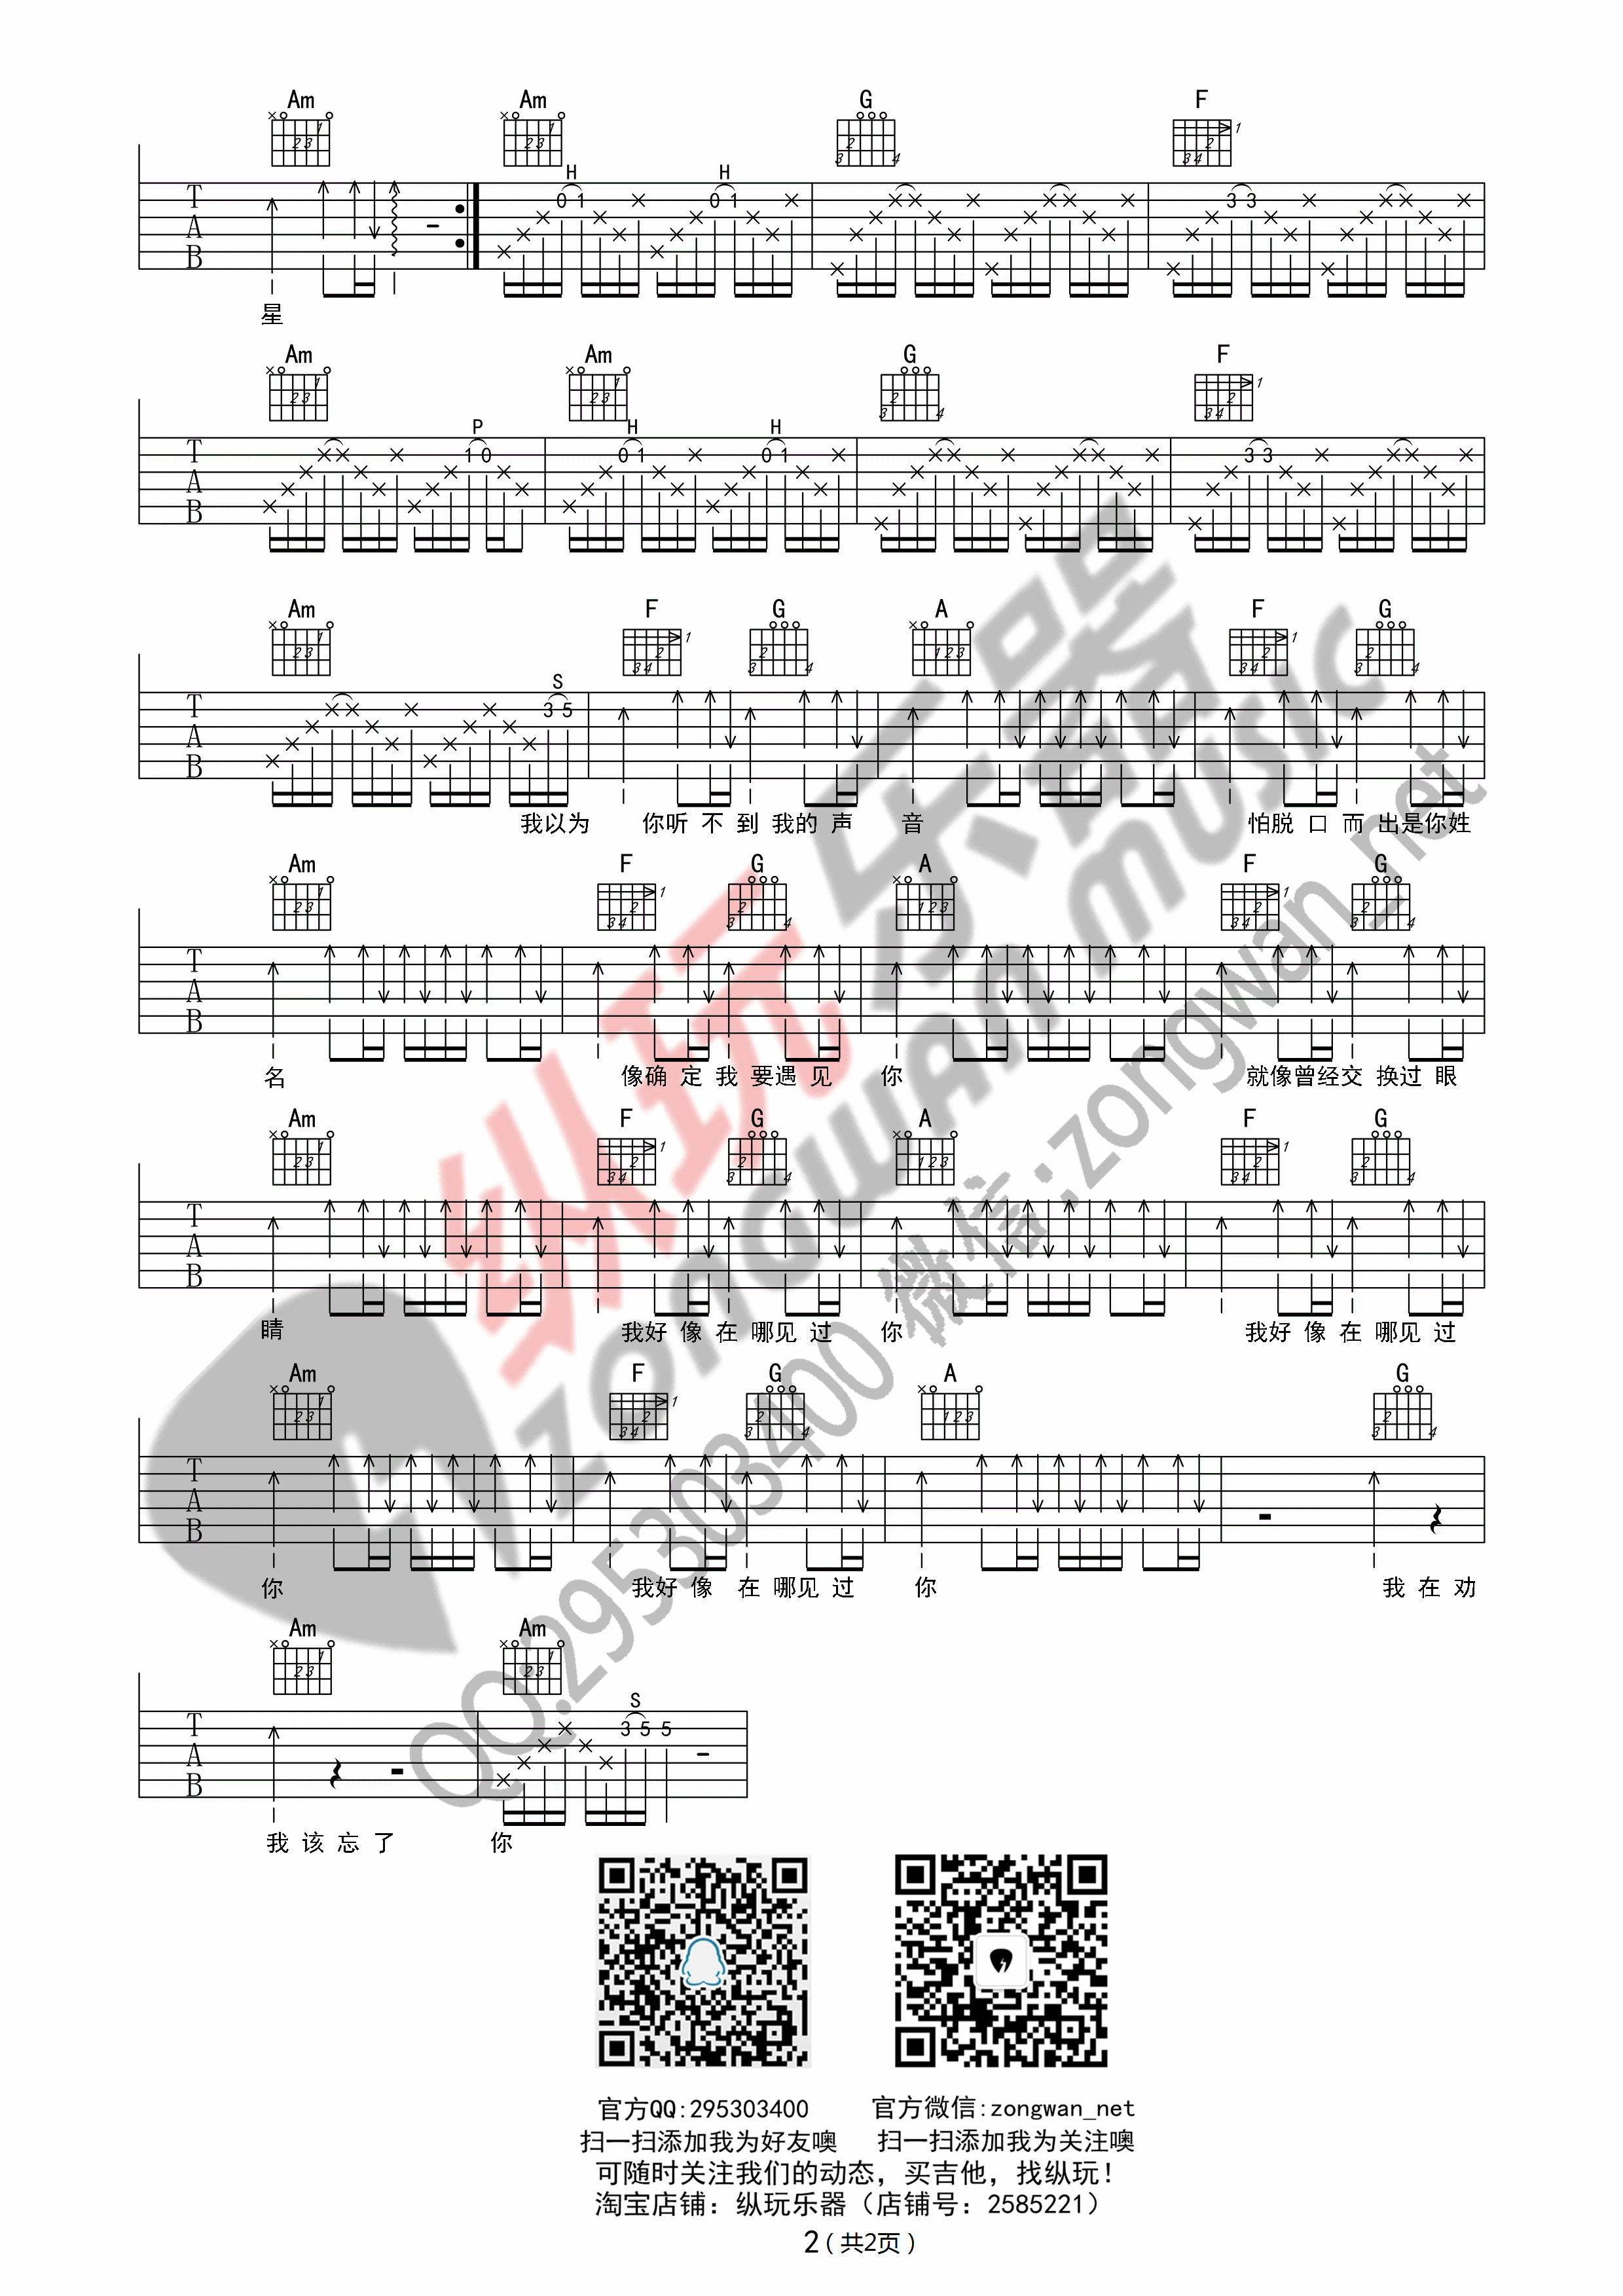 Am Am G F
H H
T 0 1 0 1 3 3
A
B
星
Am Am G F
P H H
T 1 0 0 1 0 1 3 3
A
B
Am F G A F G
S
T 3 5
A
B
我以为 你听 不 到 我的 声 音 怕脱 口 而 出是你姓
Am F G A F G
T
A
B
名 像确 定 我 要遇 见 你 就像曾经交 换过 眼
Am F G A F G
T
A
B
睛 我好 像 在 哪见 过 你 我好 像 在 哪见 过
Am F G A G
T
A
B
你 我好 像 在 哪见 过 你 我 在 劝
Am Am
S
T 3 5 5
A
B
我 该 忘 了 你
纵玩乐器
ZONGWAN MUSIC
QQ:295303400 微信:zongwan_net
官方QQ:295303400 官方微信:zongwan_net
扫一扫添加我为好友噢 扫一扫添加我为关注噢
可随时关注我们的动态，买吉他，找纵玩！
淘宝店铺：纵玩乐器（店铺号：2585221）
2（共2页）